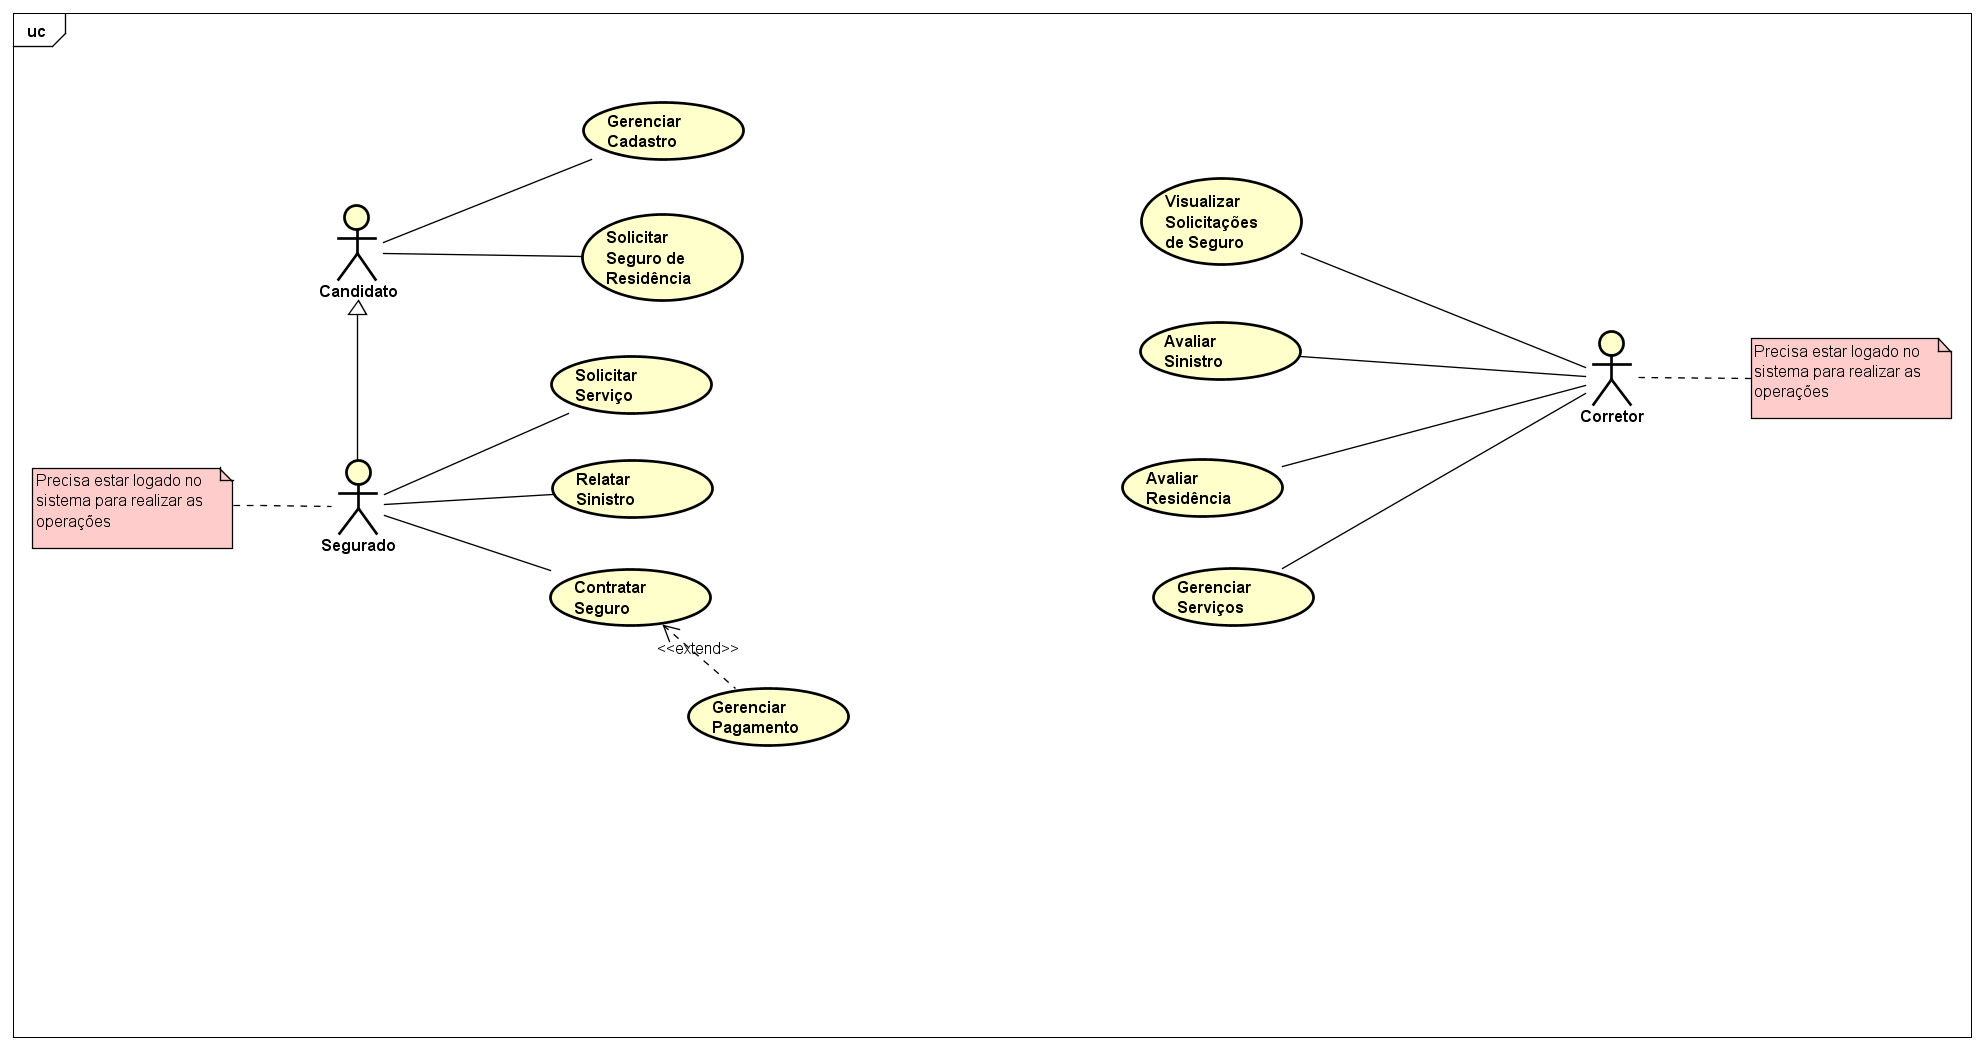 uc
Gerenciar
Cadastro
Solicitar
Seguro de
Residência
Candidato
Solicitar
Serviço
Relatar
Sinistro
Precisa estar logado no
sistema para realizar as
operações
Segurado
Contratar
Seguro
<<extend>>
Gerenciar
Pagamento
Visualizar
Solicitações
de Seguro
Avaliar
Sinistro
Corretor
Precisa estar logado no
sistema para realizar as
operações
Avaliar
Residência
Gerenciar
Serviços